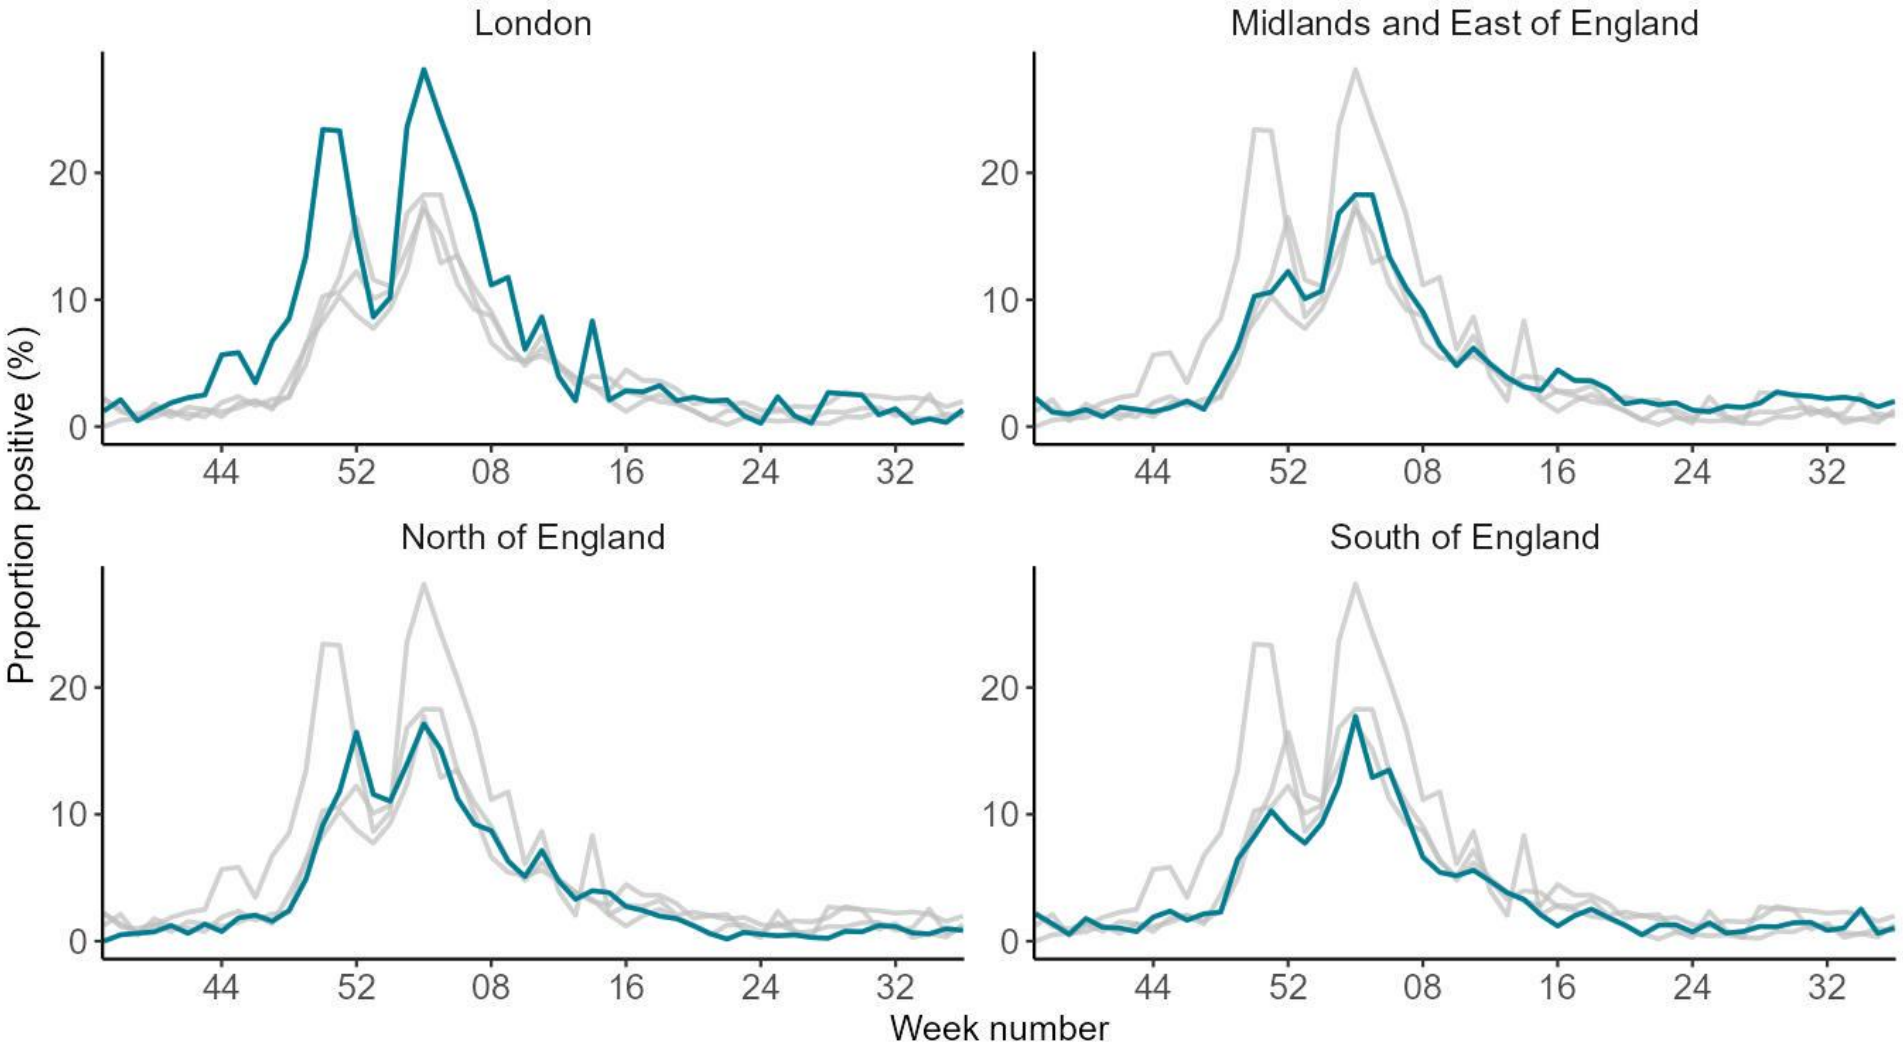 London
Midlands and East of England
20
10
0
44 52 08 16 24 32
20
10
0
44 52 08 16 24 32
Proportion positive (%)
North of England
South of England
20
10
0
44 52 08 16 24 32
20
10
0
44 52 08 16 24 32
Week number